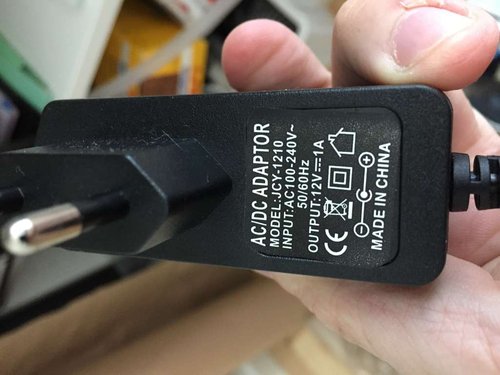 AC/DC ADAPTOR
MODEL:JCY-1210
INPUT:AC100-240V~
50/60Hz
OUTPUT:12V⎓1A
CE
MADE IN CHINA